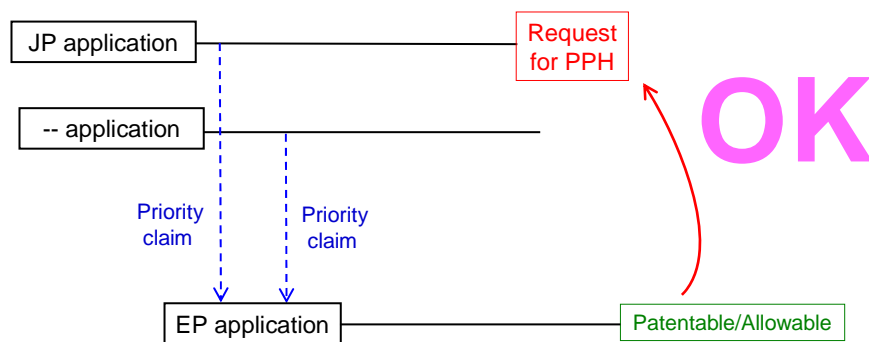 JP application
Request
for PPH
OK
-- application
Priority
claim
Priority
claim
EP application
Patentable/Allowable